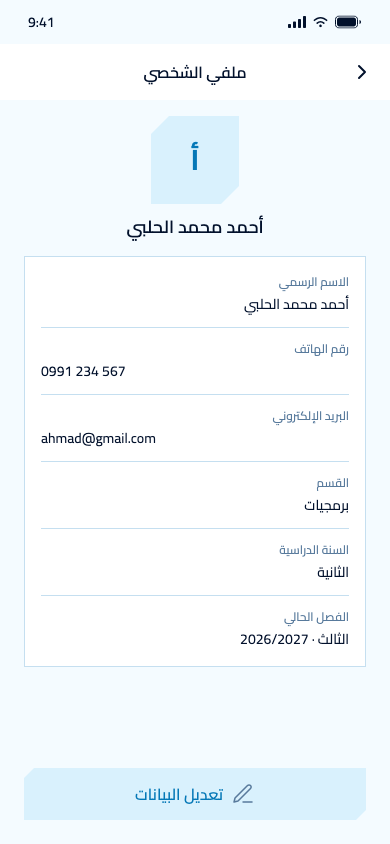 9:41
ملفي الشخصي
أ
أحمد محمد الحلبي
الاسم الرسمي
أحمد محمد الحلبي
رقم الهاتف
0991 234 567
البريد الإلكتروني
ahmad@gmail.com
القسم
برمجيات
السنة الدراسية
الثانية
الفصل الحالي
الثالث · 2026/2027
تعديل البيانات